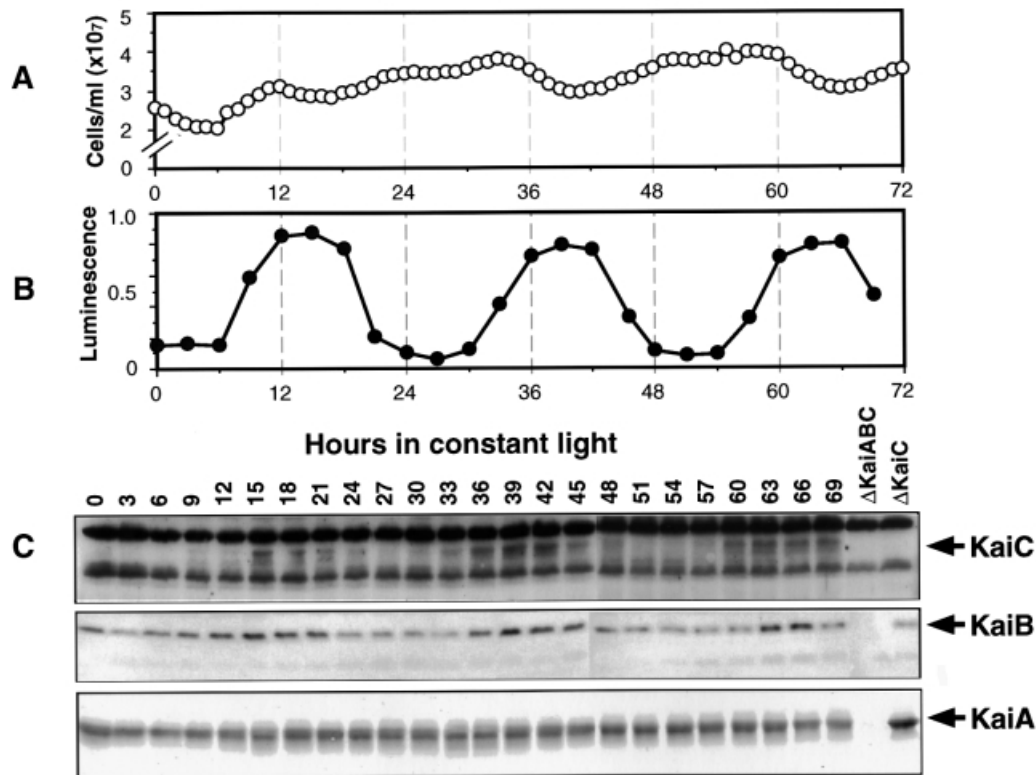 A
Cells/ml (x10⁷)
5
4
3
2
0
0 12 24 36 48 60 72
B
Luminescence
1.0
0.5
0
0 12 24 36 48 60 72
Hours in constant light
0 3 6 9 12 15 18 21 24 27 30 33 36 39 42 45 48 51 54 57 60 63 66 69 ΔKaiABC ΔKaiC
C
KaiC
KaiB
KaiA